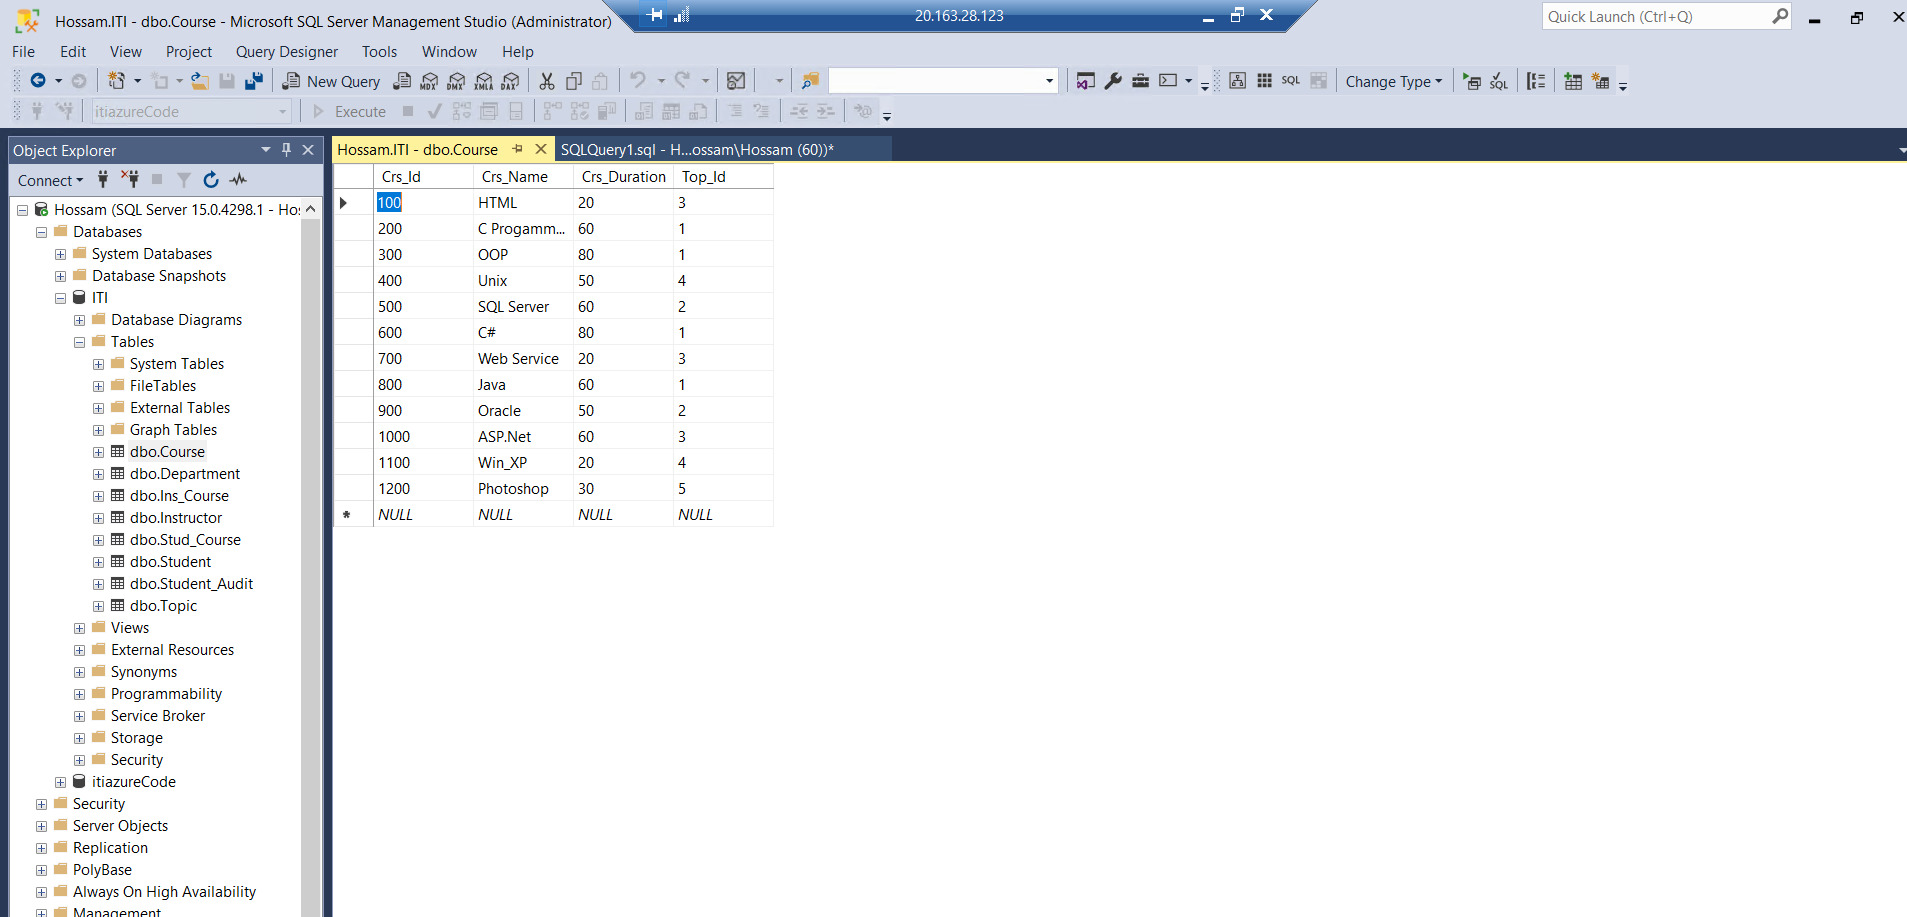 Hossam.ITI - dbo.Course - Microsoft SQL Server Management Studio (Administrator)
20.163.28.123
Quick Launch (Ctrl+Q)
File Edit View Project Query Designer Tools Window Help
New Query MDX DMX XMLA DAX SQL Change Type SQL
itiazureCode Execute
Object Explorer
Hossam.ITI - dbo.Course
SQLQuery1.sql - H...ossam\Hossam (60))*
Connect
Hossam (SQL Server 15.0.4298.1 - Hos
Databases
System Databases
Database Snapshots
ITI
Database Diagrams
Tables
System Tables
FileTables
External Tables
Graph Tables
dbo.Course
dbo.Department
dbo.Ins_Course
dbo.Instructor
dbo.Stud_Course
dbo.Student
dbo.Student_Audit
dbo.Topic
Views
External Resources
Synonyms
Programmability
Service Broker
Storage
Security
itiazureCode
Security
Server Objects
Replication
PolyBase
Always On High Availability
Management
Crs_Id Crs_Name Crs_Duration Top_Id
100 HTML 20 3
200 C Progamm... 60 1
300 OOP 80 1
400 Unix 50 4
500 SQL Server 60 2
600 C# 80 1
700 Web Service 20 3
800 Java 60 1
900 Oracle 50 2
1000 ASP.Net 60 3
1100 Win_XP 20 4
1200 Photoshop 30 5
NULL NULL NULL NULL